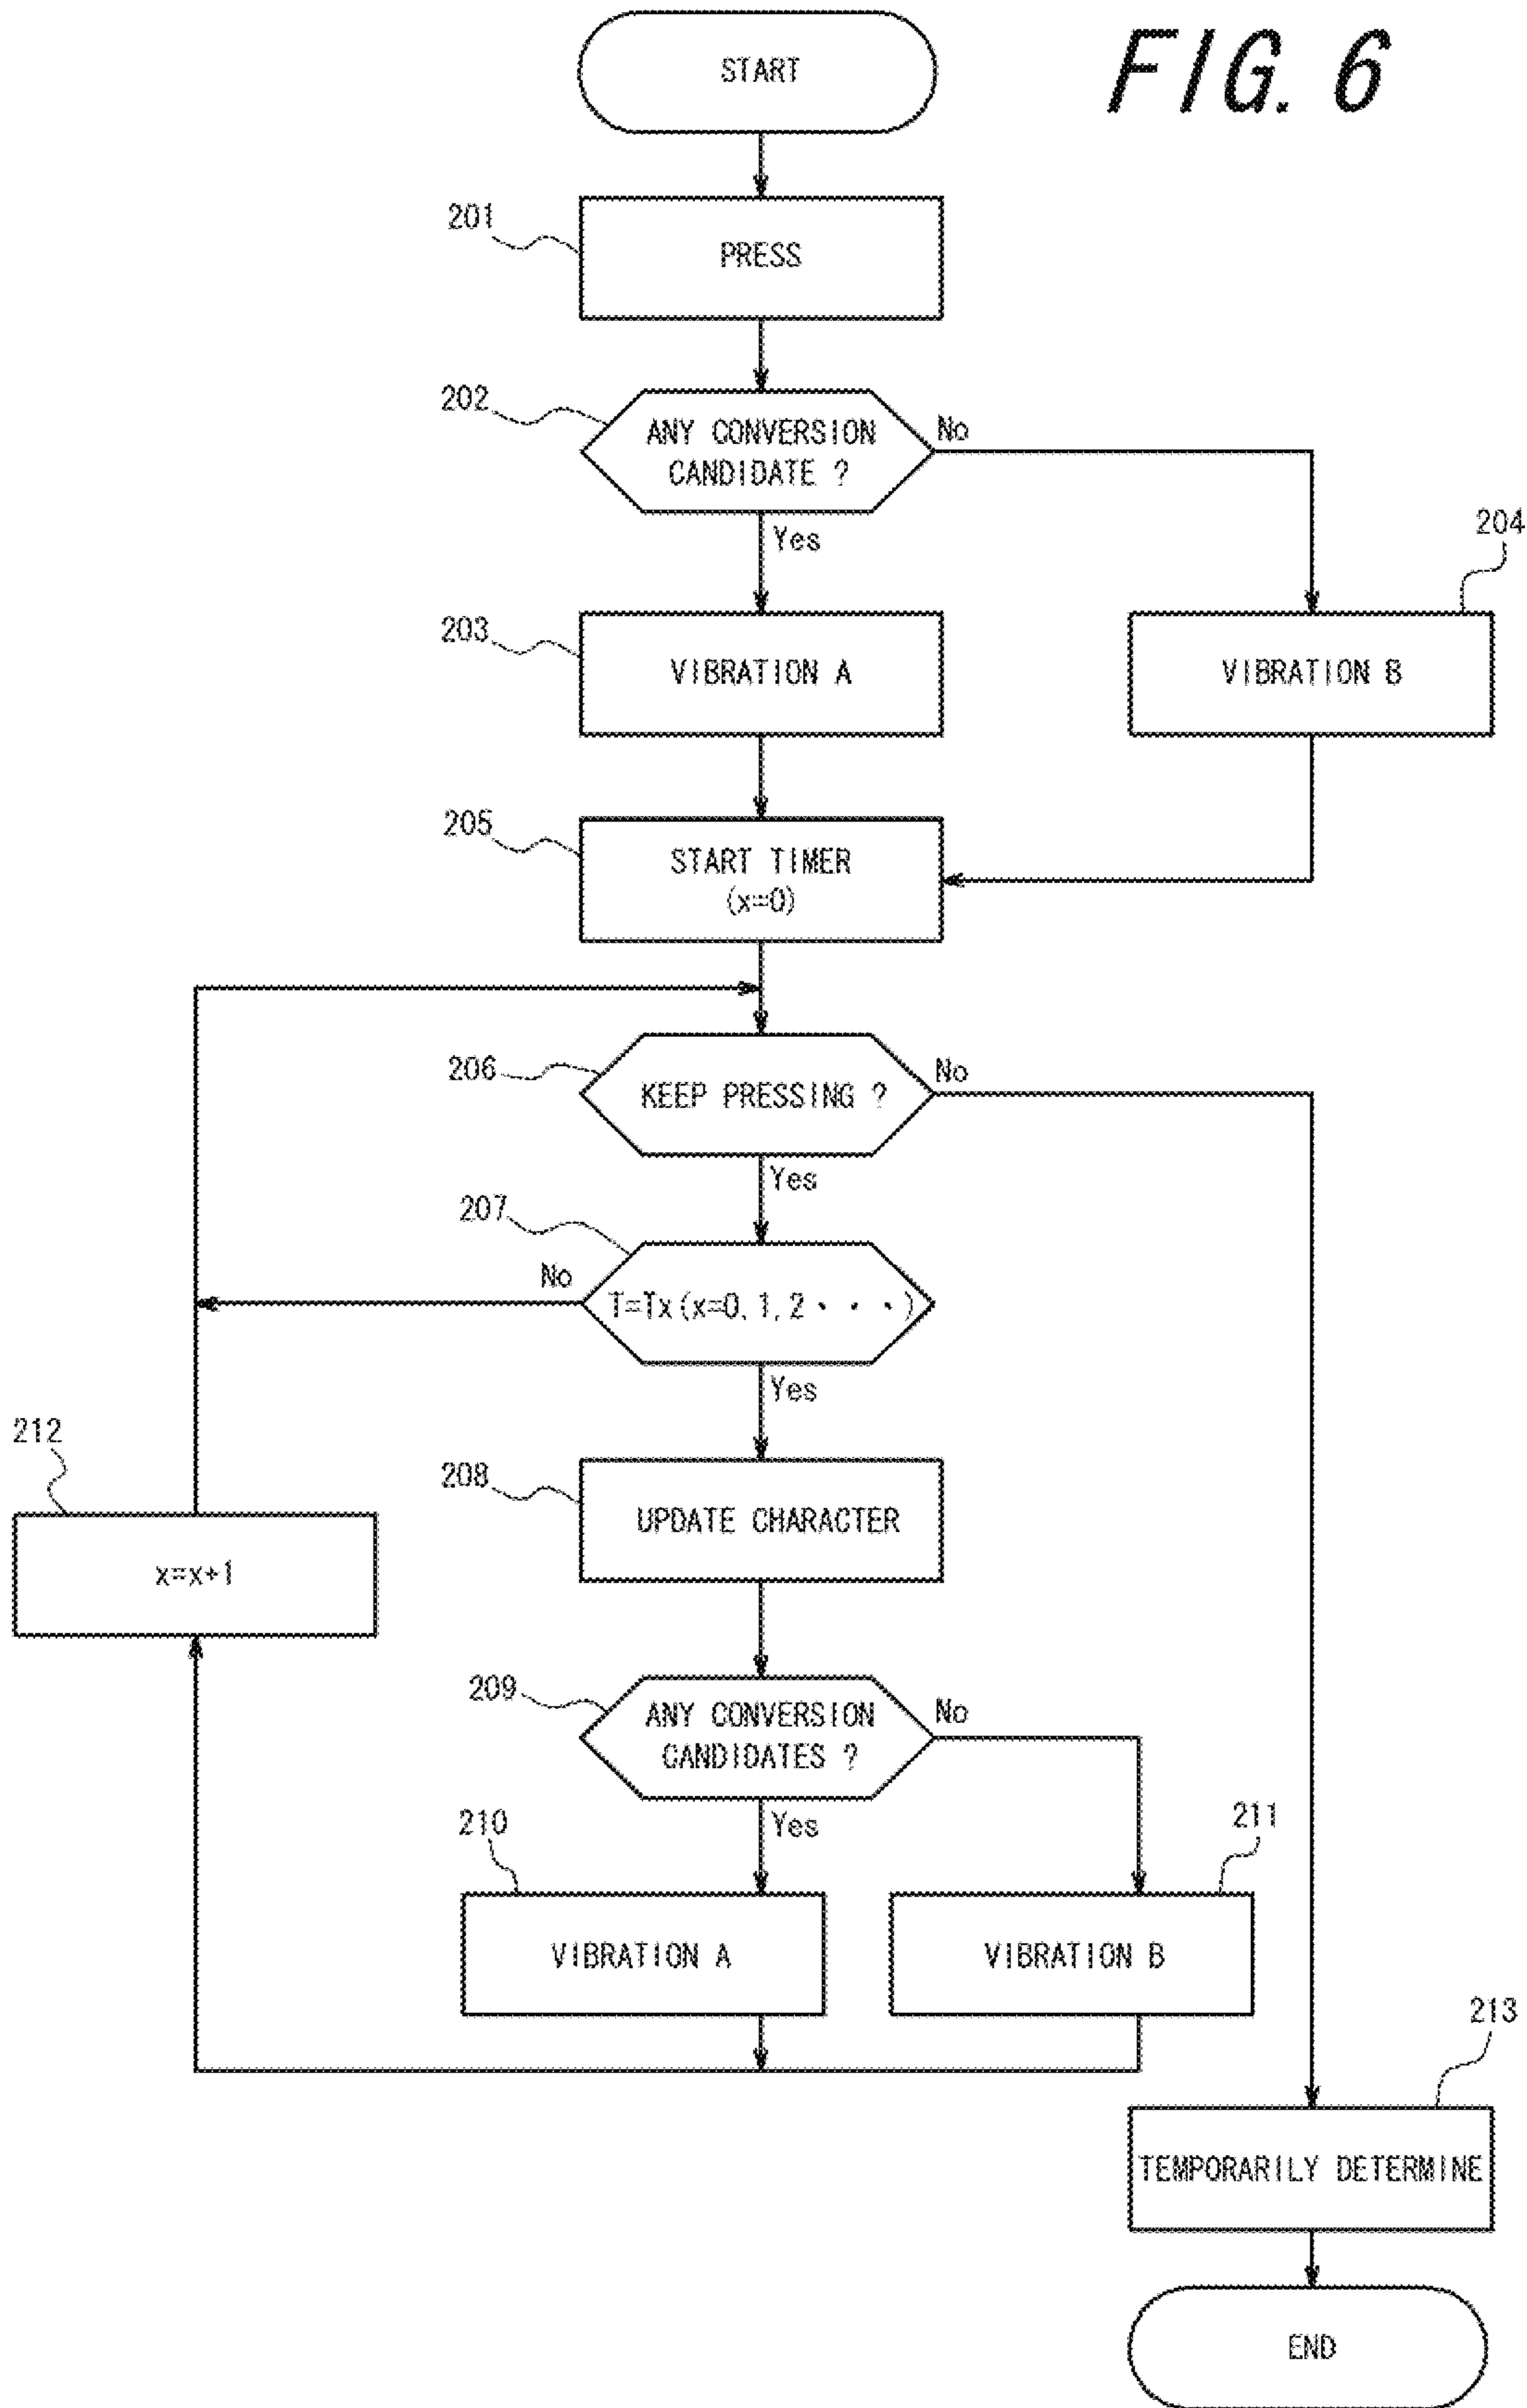 FIG. 6
START
201
PRESS
202
ANY CONVERSION
CANDIDATE ?
No
Yes
204
203
VIBRATION A
VIBRATION B
205
START TIMER
(x=0)
206
KEEP PRESSING ?
No
Yes
207
No
T=Tx(x=0, 1, 2 · · · )
Yes
212
x=x+1
208
UPDATE CHARACTER
209
ANY CONVERSION
CANDIDATES ?
No
Yes
210
211
VIBRATION A
VIBRATION B
213
TEMPORARILY DETERMINE
END